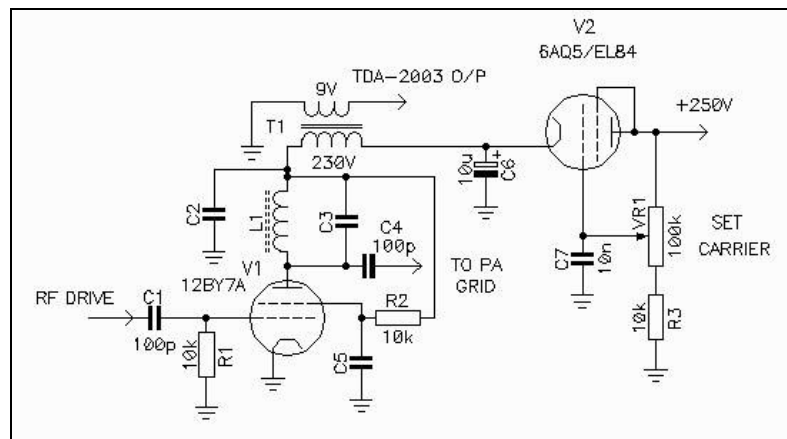 V2
6AQ5/EL84
TDA-2003 O/P
9V
+250V
T1
230V
10u
+
C6
C2
L1
C3
C4
100p
VR1
100k
SET
CARRIER
C7
10n
V1
12BY7A
TO PA
GRID
RF DRIVE
C1
100p
R2
10k
10k
R1
C5
10k
R3